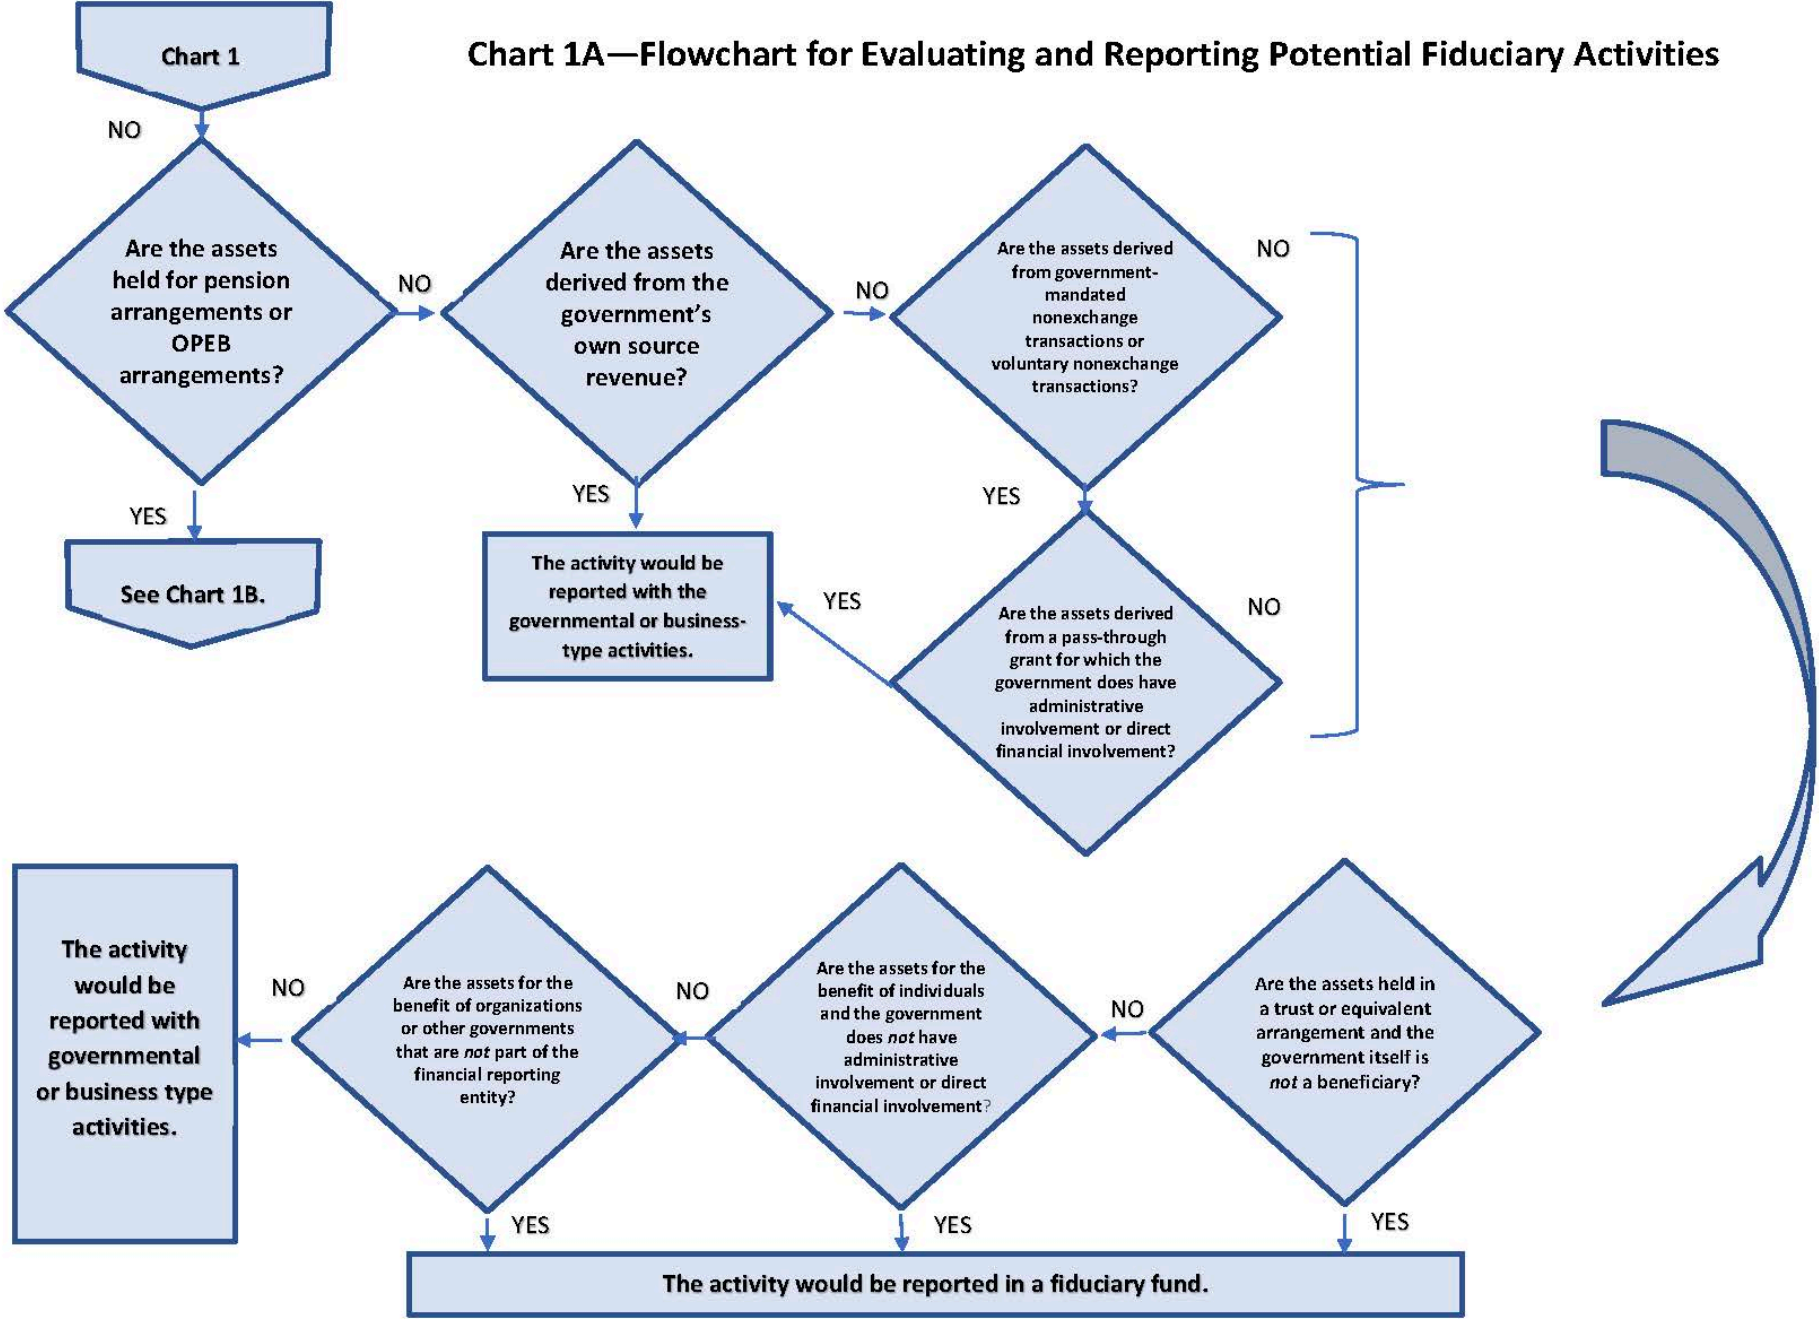 Chart 1
Chart 1A—Flowchart for Evaluating and Reporting Potential Fiduciary Activities
NO
Are the assets
held for pension
arrangements or
OPEB
arrangements?
NO
Are the assets
derived from the
government's
own source
revenue?
NO
Are the assets derived
from government-
mandated
nonexchange
transactions or
voluntary nonexchange
transactions?
NO
YES
See Chart 1B.
YES
The activity would be
reported with the
governmental or business-
type activities.
YES
YES
Are the assets derived
from a pass-through
grant for which the
government does have
administrative
involvement or direct
financial involvement?
NO
The activity
would be
reported with
governmental
or business type
activities.
NO
Are the assets for the
benefit of organizations
or other governments
that are not part of the
financial reporting
entity?
NO
Are the assets for the
benefit of individuals
and the government
does not have
administrative
involvement or direct
financial involvement?
NO
Are the assets held in
a trust or equivalent
arrangement and the
government itself is
not a beneficiary?
YES
YES
YES
The activity would be reported in a fiduciary fund.